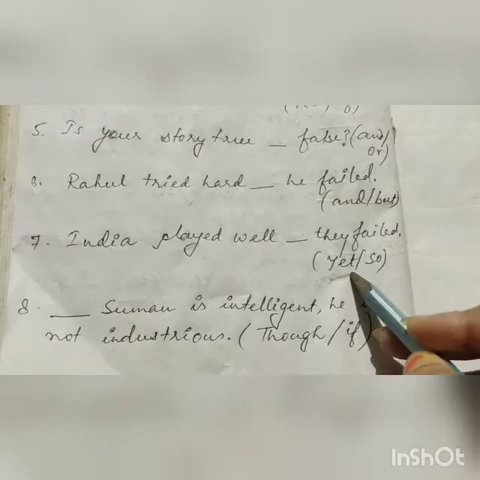 5. Is your story true _ false? (and/
or)
6. Rahul tried hard _ he failed.
(and/but)
7. India played well _ they failed.
(Yet/So)
8. __ Suman is intelligent, he
not industrious. (Though/if)
InShOt